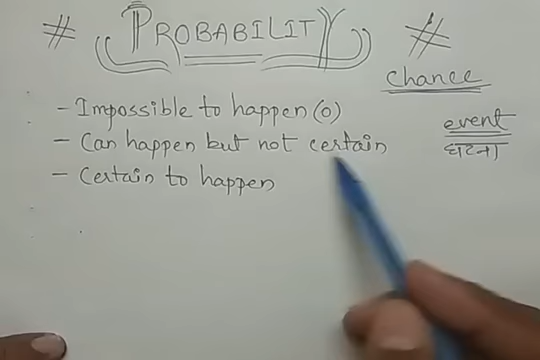 # PROBABILITY #
chance
- Impossible to happen (0)
- Can happen but not certain
- Certain to happen
event
घटना